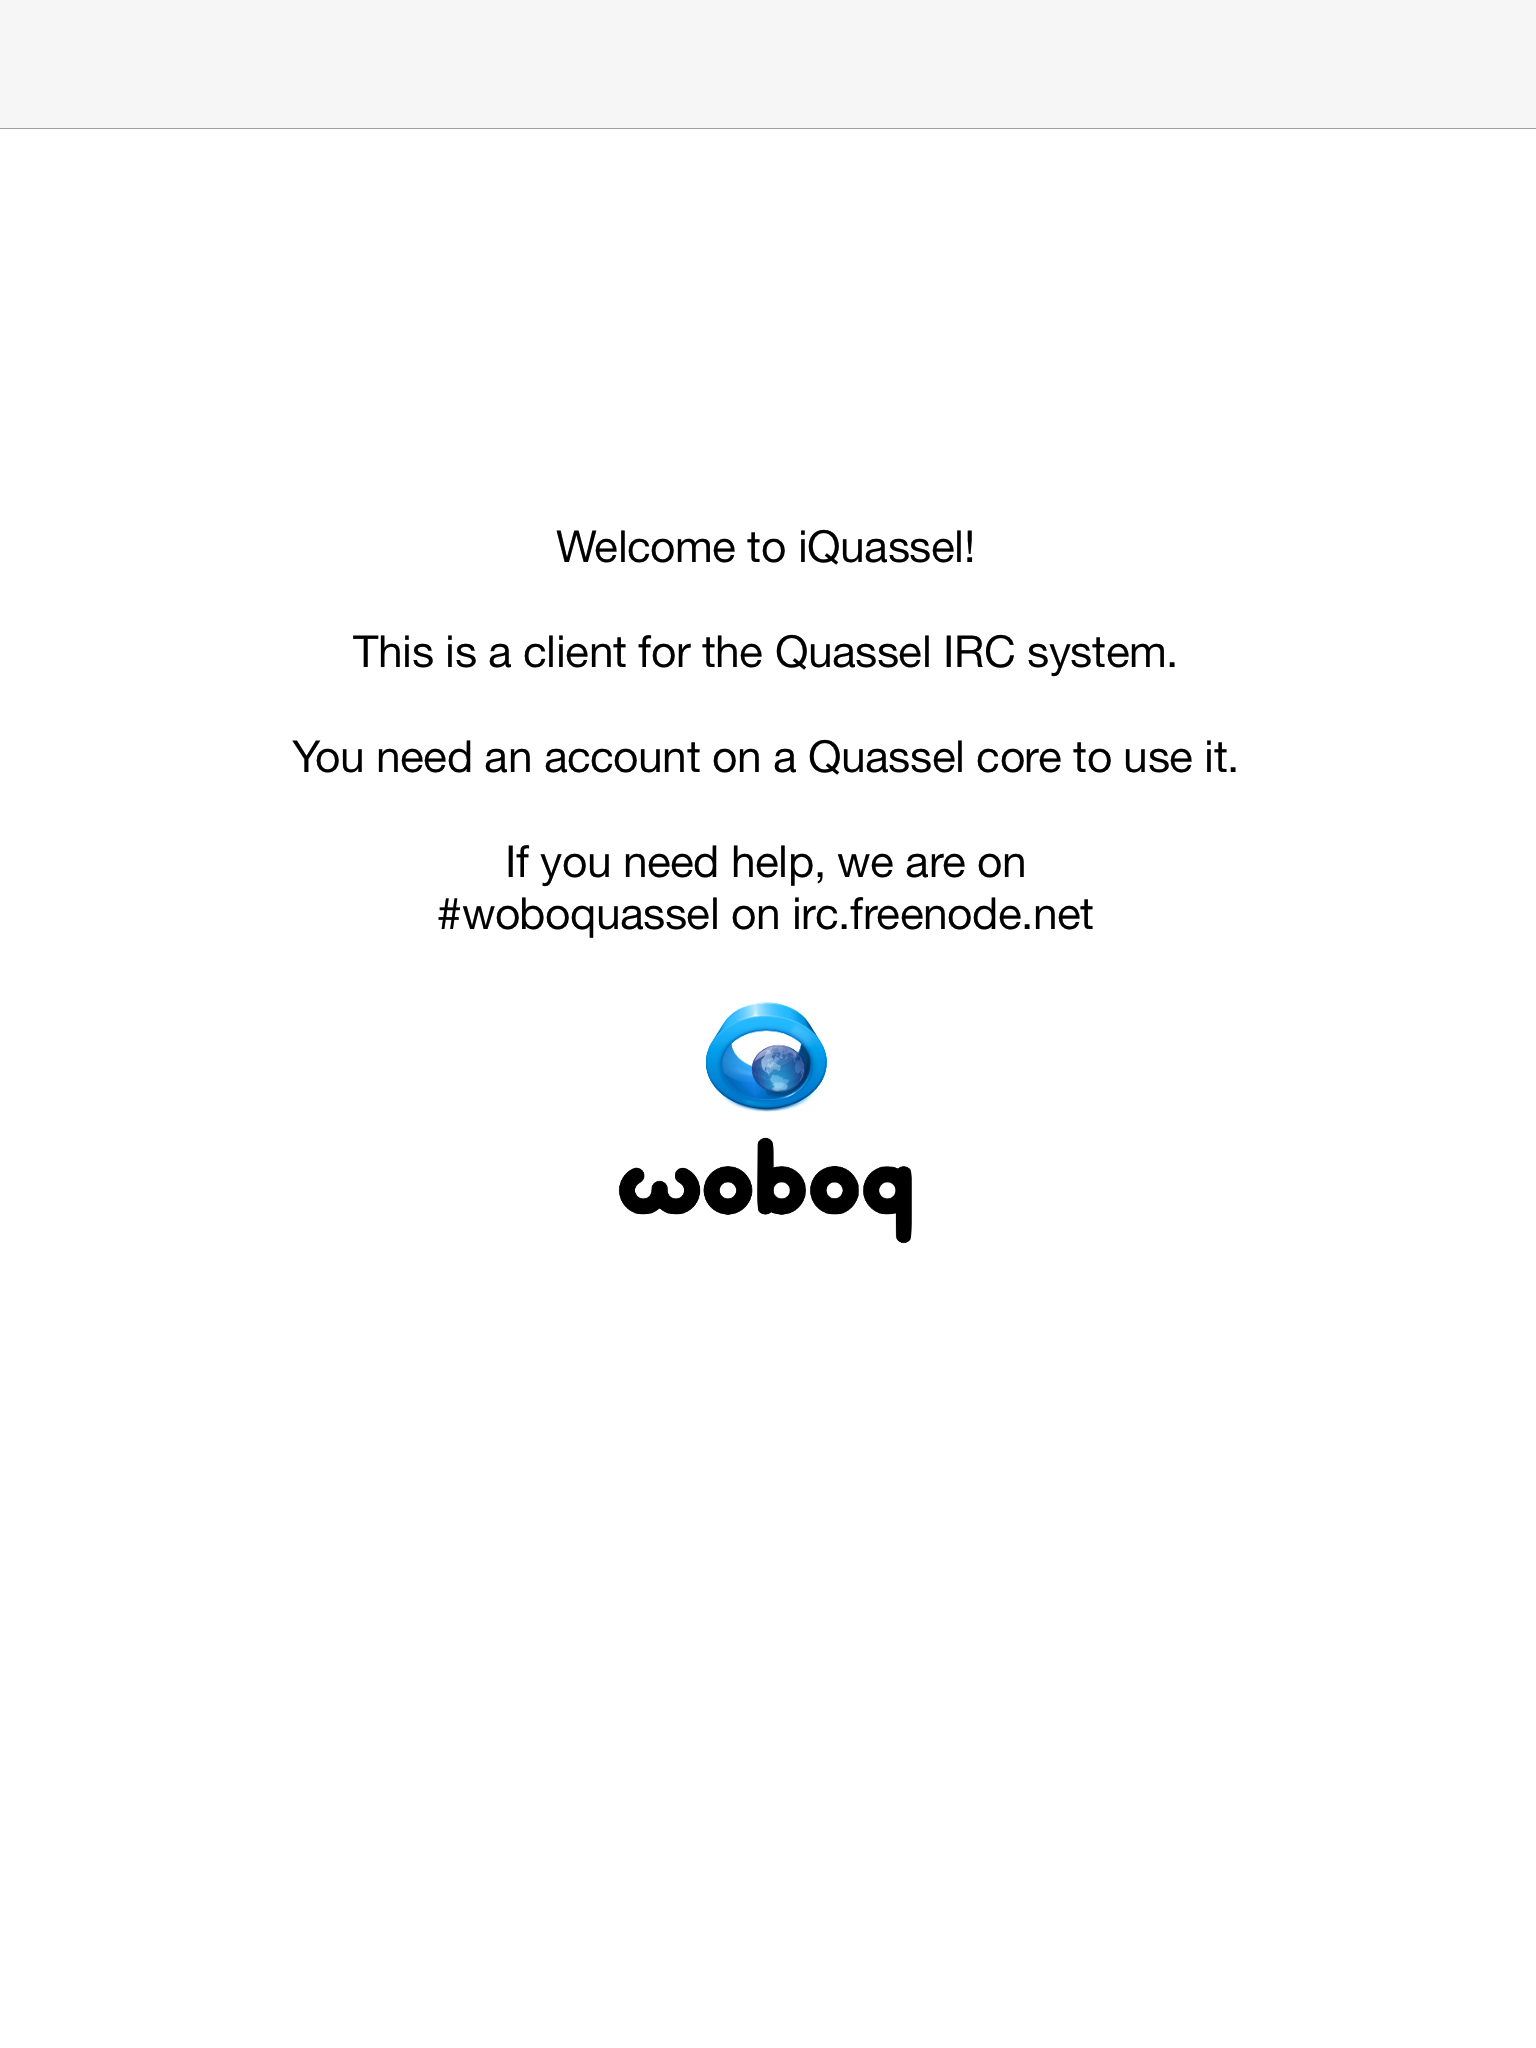 Welcome to iQuassel!
This is a client for the Quassel IRC system.
You need an account on a Quassel core to use it.
If you need help, we are on
#woboquassel on irc.freenode.net
woboq